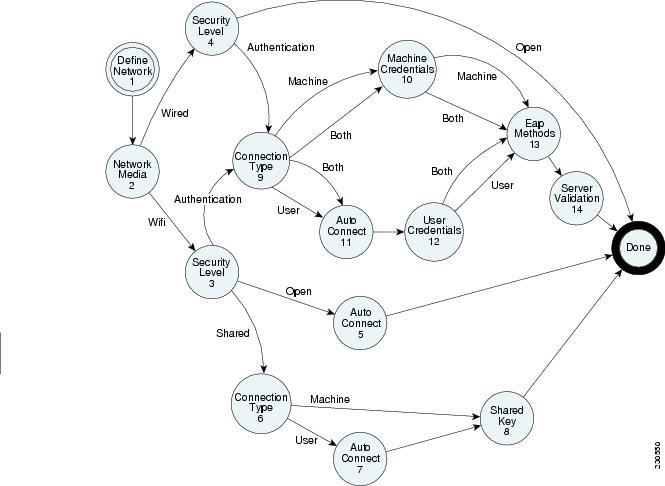 Define
Network
1
Network
Media
2
Wired
Wifi
Security
Level
4
Authentication
Open
Security
Level
3
Authentication
Open
Shared
Connection
Type
9
Machine
Both
Both
User
Machine
Credentials
10
Machine
Both
Auto
Connect
11
User
Credentials
12
Both
User
Eap
Methods
13
Server
Validation
14
Done
Auto
Connect
5
Connection
Type
6
Machine
User
Auto
Connect
7
Shared
Key
8
230550